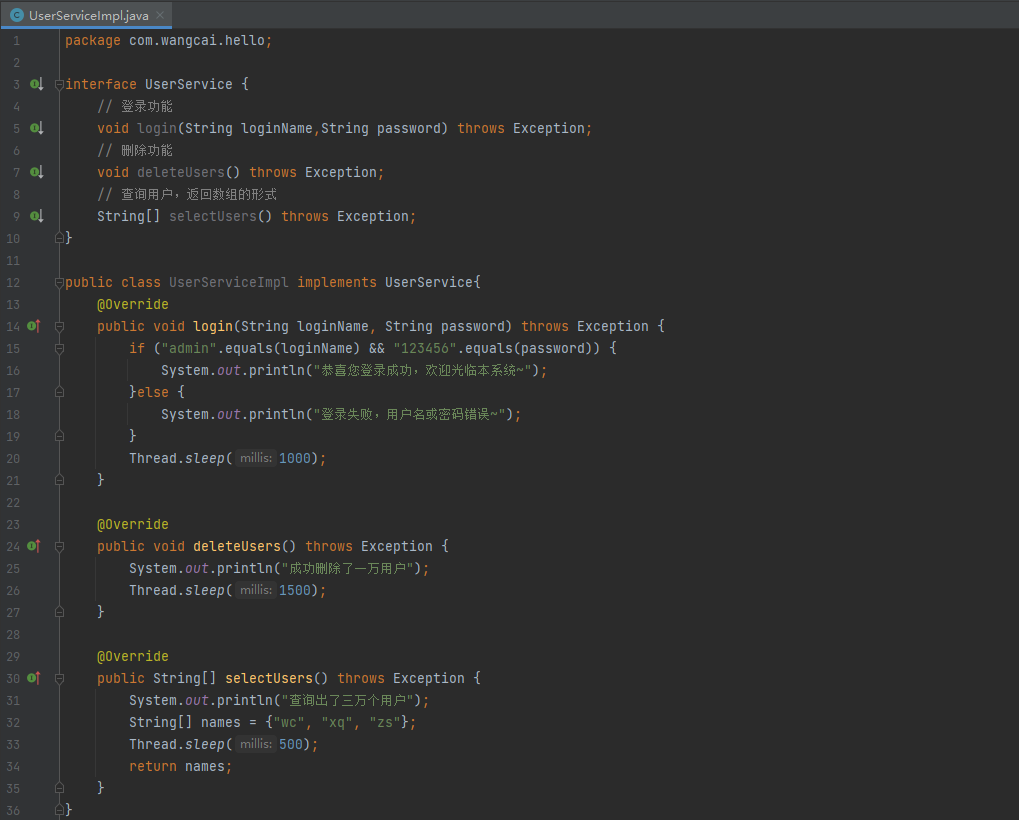 UserServiceImpl.java
1 package com.wangcai.hello;
2
3 interface UserService {
4 // 登录功能
5 void login(String loginName,String password) throws Exception;
6 // 删除功能
7 void deleteUsers() throws Exception;
8 // 查询用户，返回数组的形式
9 String[] selectUsers() throws Exception;
10 }
11
12 public class UserServiceImpl implements UserService{
13 @Override
14 public void login(String loginName, String password) throws Exception {
15 if ("admin".equals(loginName) && "123456".equals(password)) {
16 System.out.println("恭喜您登录成功，欢迎光临本系统~");
17 }else {
18 System.out.println("登录失败，用户名或密码错误~");
19 }
20 Thread.sleep( millis: 1000);
21 }
22
23 @Override
24 public void deleteUsers() throws Exception {
25 System.out.println("成功删除了一万用户");
26 Thread.sleep( millis: 1500);
27 }
28
29 @Override
30 public String[] selectUsers() throws Exception {
31 System.out.println("查询出了三万个用户");
32 String[] names = {"wc", "xq", "zs"};
33 Thread.sleep( millis: 500);
34 return names;
35 }
36 }